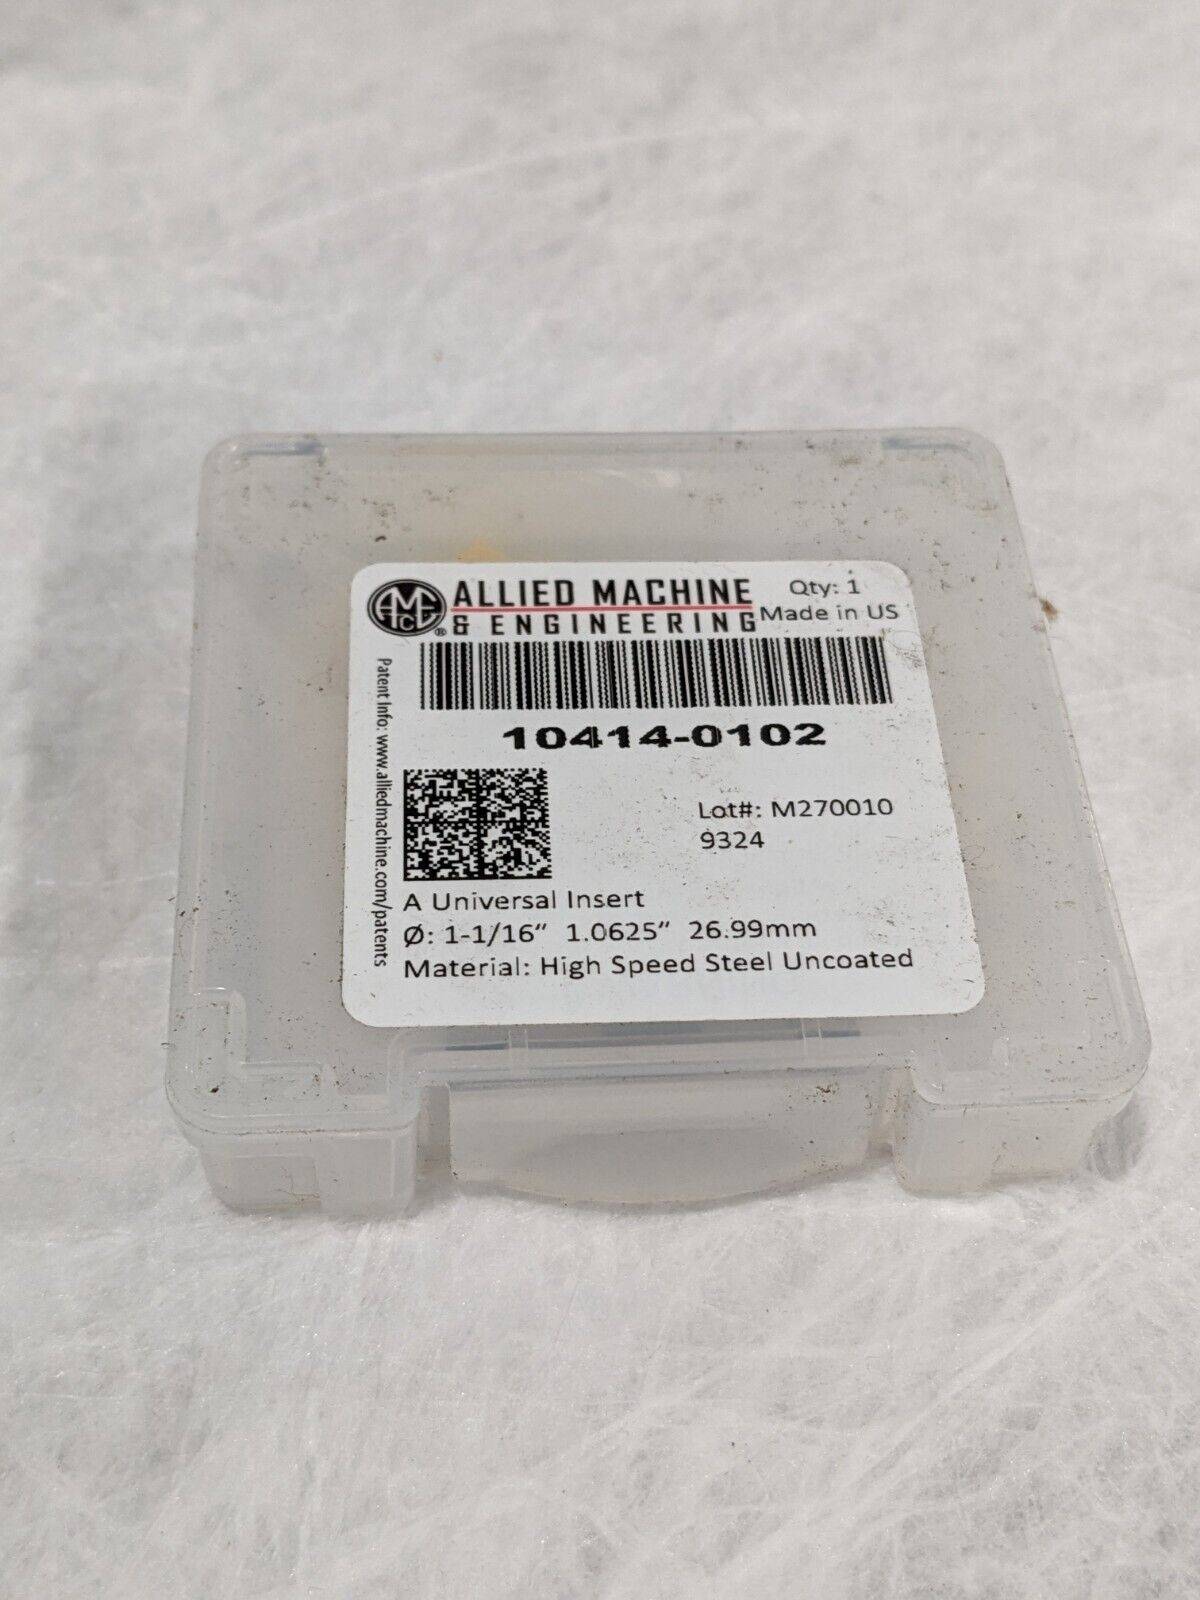 ALLIED MACHINE
& ENGINEERING
®
Qty: 1
Made in US
10414-0102
Lot#: M270010
9324
A Universal Insert
Ø: 1-1/16" 1.0625" 26.99mm
Material: High Speed Steel Uncoated
Patent Info: www.alliedmachine.com/patents